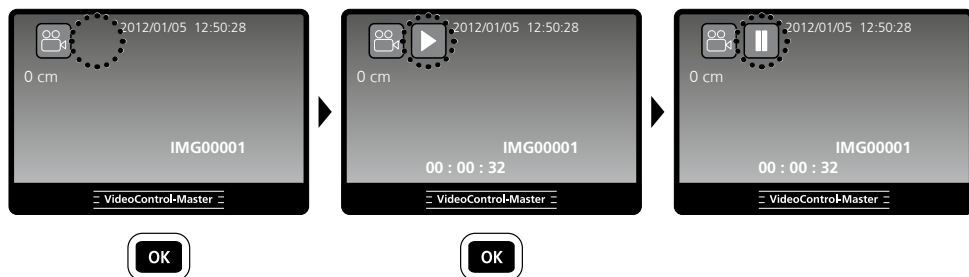 2012/01/05 12:50:28
0 cm
IMG00001
VideoControl-Master
OK
2012/01/05 12:50:28
0 cm
IMG00001
00 : 00 : 32
VideoControl-Master
OK
2012/01/05 12:50:28
0 cm
IMG00001
00 : 00 : 32
VideoControl-Master